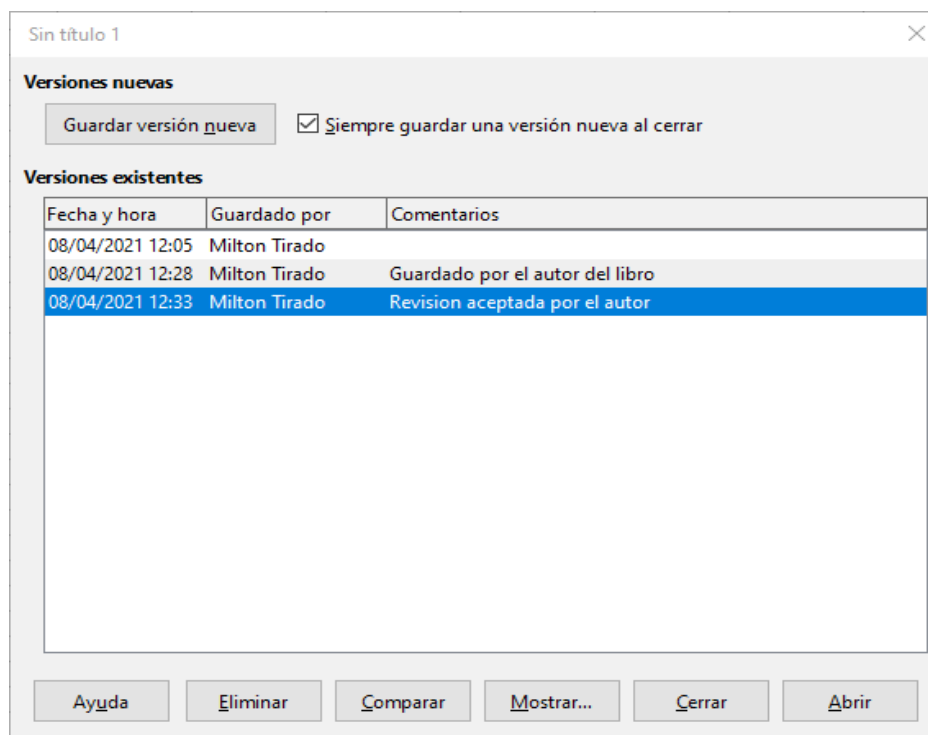 Sin título 1
Versiones nuevas
Guardar versión nueva Siempre guardar una versión nueva al cerrar
Versiones existentes
Fecha y hora Guardado por Comentarios
08/04/2021 12:05 Milton Tirado
08/04/2021 12:28 Milton Tirado Guardado por el autor del libro
08/04/2021 12:33 Milton Tirado Revision aceptada por el autor
Ayuda Eliminar Comparar Mostrar... Cerrar Abrir